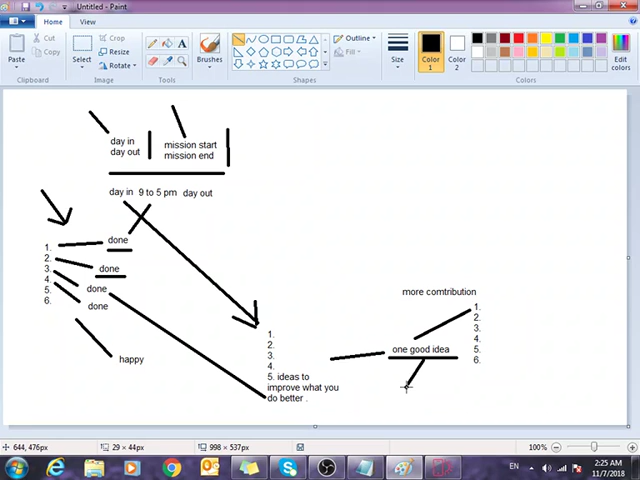 Untitled - Paint
Home
View
Paste
Cut
Copy
Clipboard
Select
Crop
Resize
Rotate
Image
Tools
Brushes
Shapes
Outline
Fill
Size
Color 1
Color 2
Colors
Edit colors
day in
day out
mission start
mission end
day in 9 to 5 pm day out
1.
2.
3.
4.
5.
6.
done
done
done
done
happy
1.
2.
3.
4.
5. ideas to
improve what you
do better .
more comtribution
1.
2.
3.
4.
5.
6.
one good idea
644, 476px
29 × 44px
998 × 537px
100%
EN
2:25 AM
11/7/2018